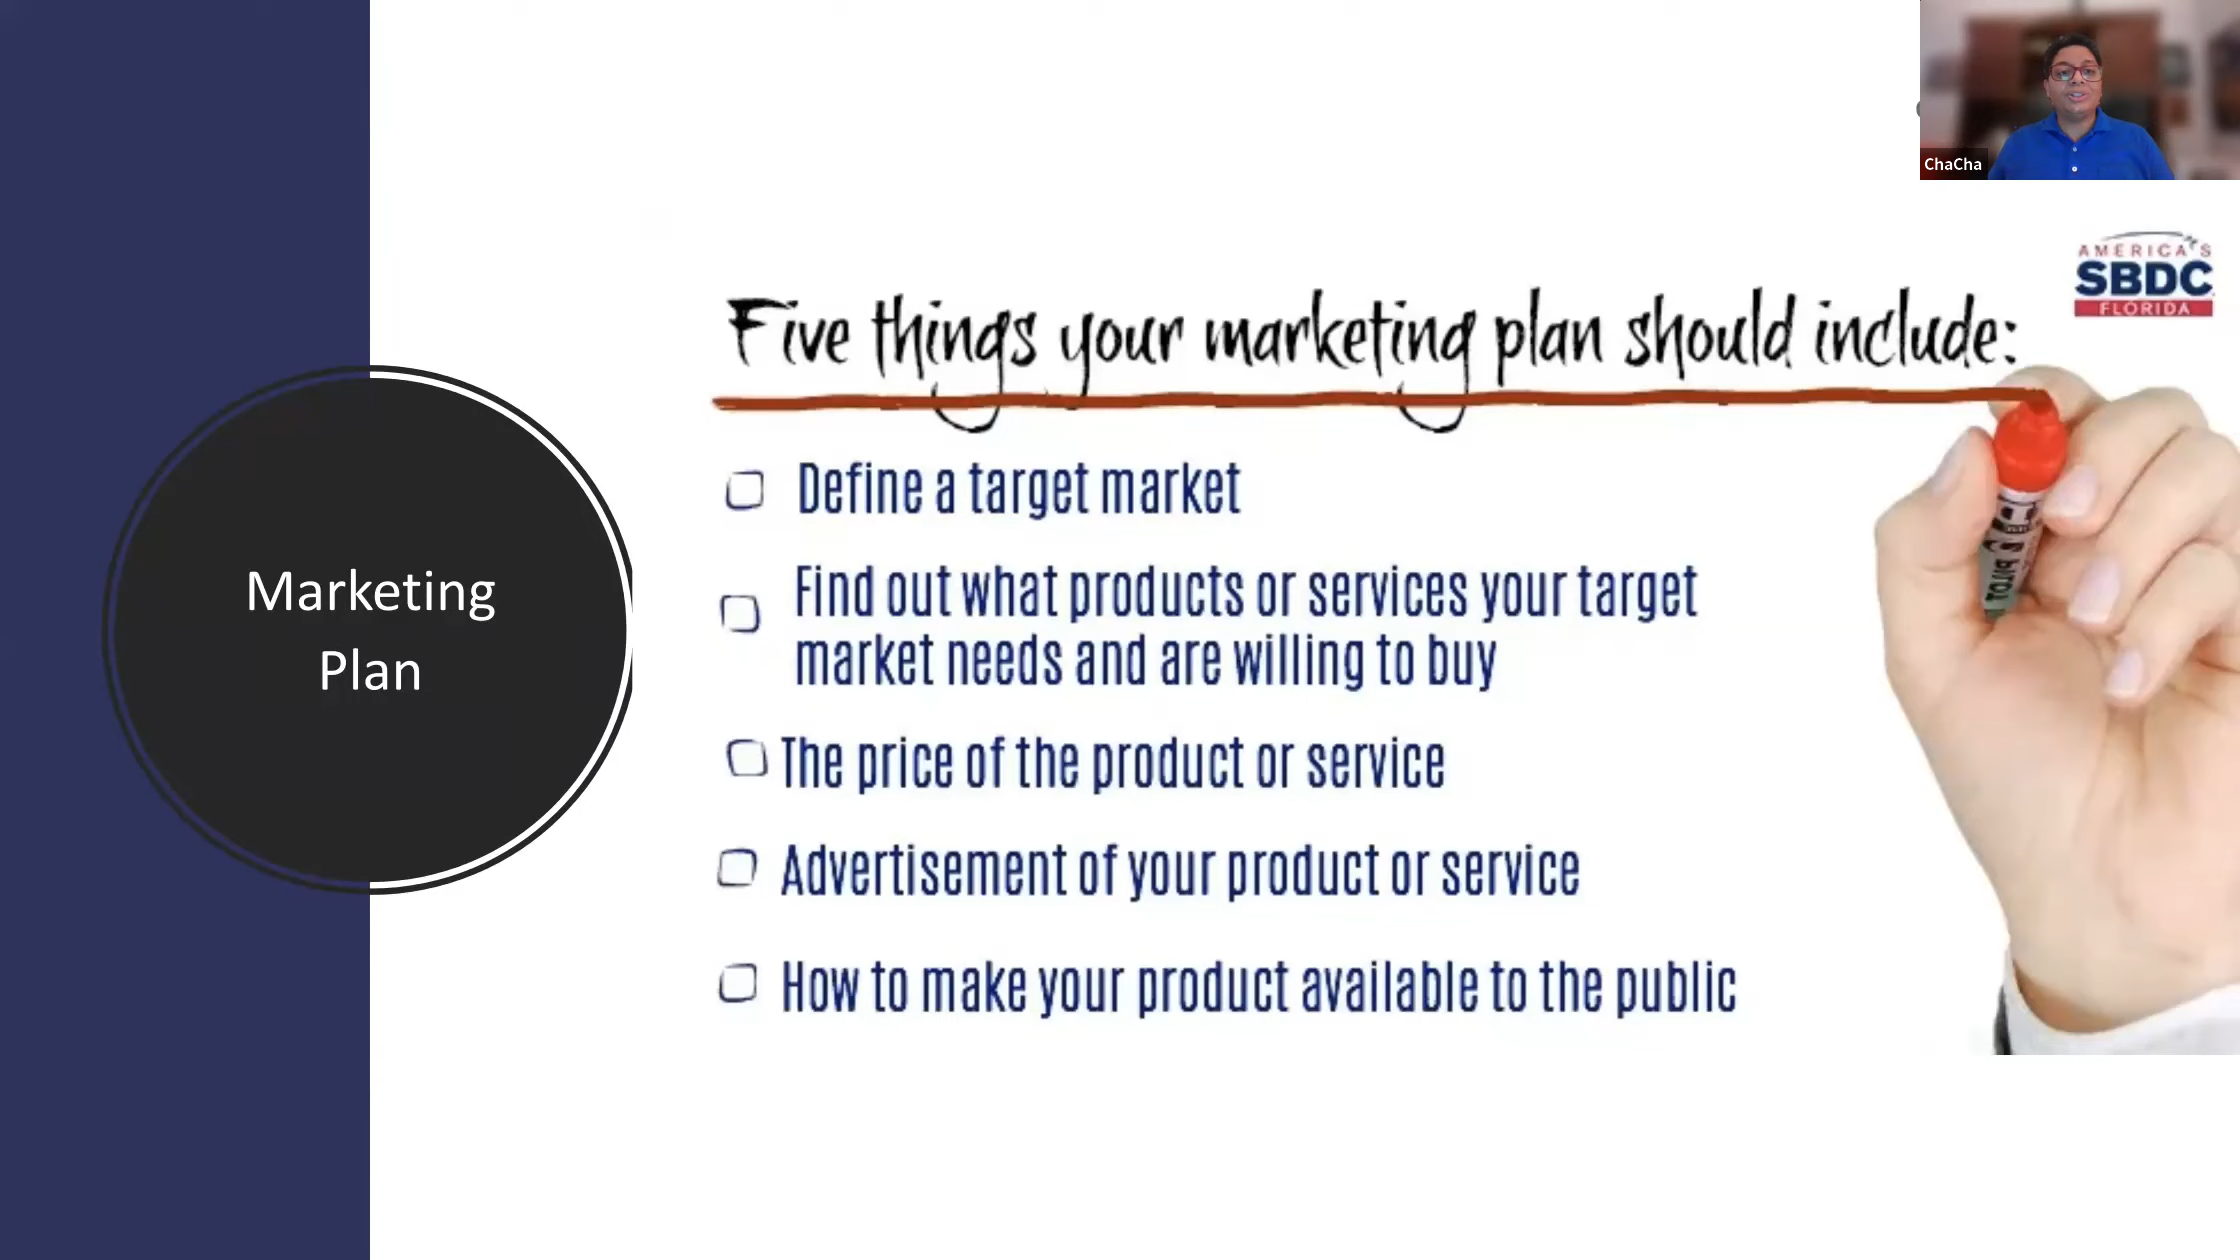 ChaCha
AMERICA'S
SBDC
FLORIDA
Five things your marketing plan should include:
Marketing
Plan
Define a target market
Find out what products or services your target
market needs and are willing to buy
The price of the product or service
Advertisement of your product or service
How to make your product available to the public
PILOT